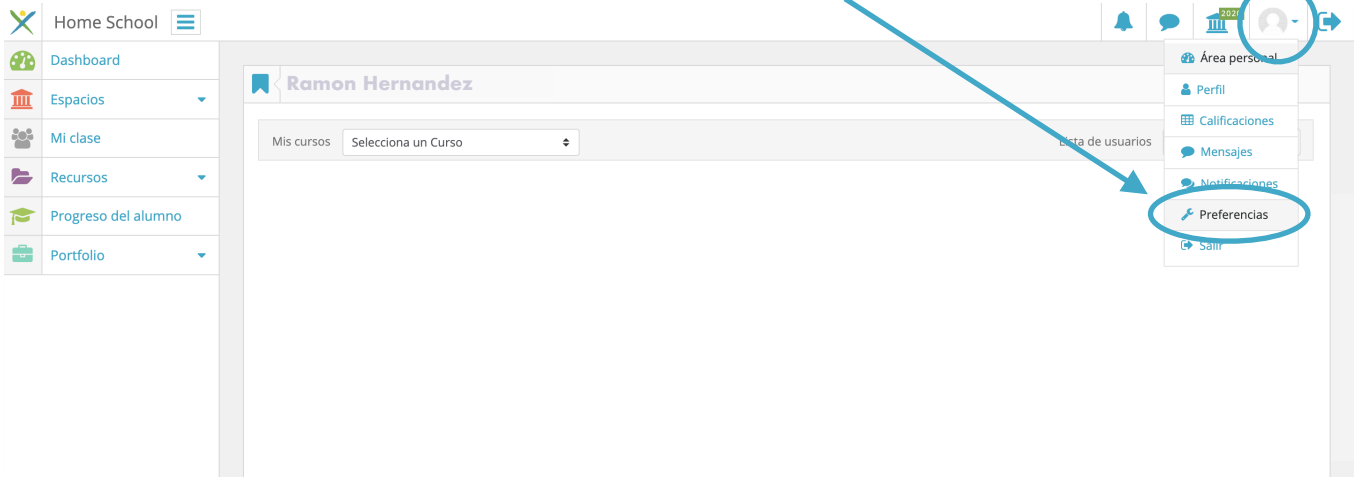 Home School
2020
Dashboard
Espacios
Mi clase
Recursos
Progreso del alumno
Portfolio
Ramon Hernandez
Mis cursos
Selecciona un Curso
Lista de usuarios
Área personal
Perfil
Calificaciones
Mensajes
Notificaciones
Preferencias
Salir